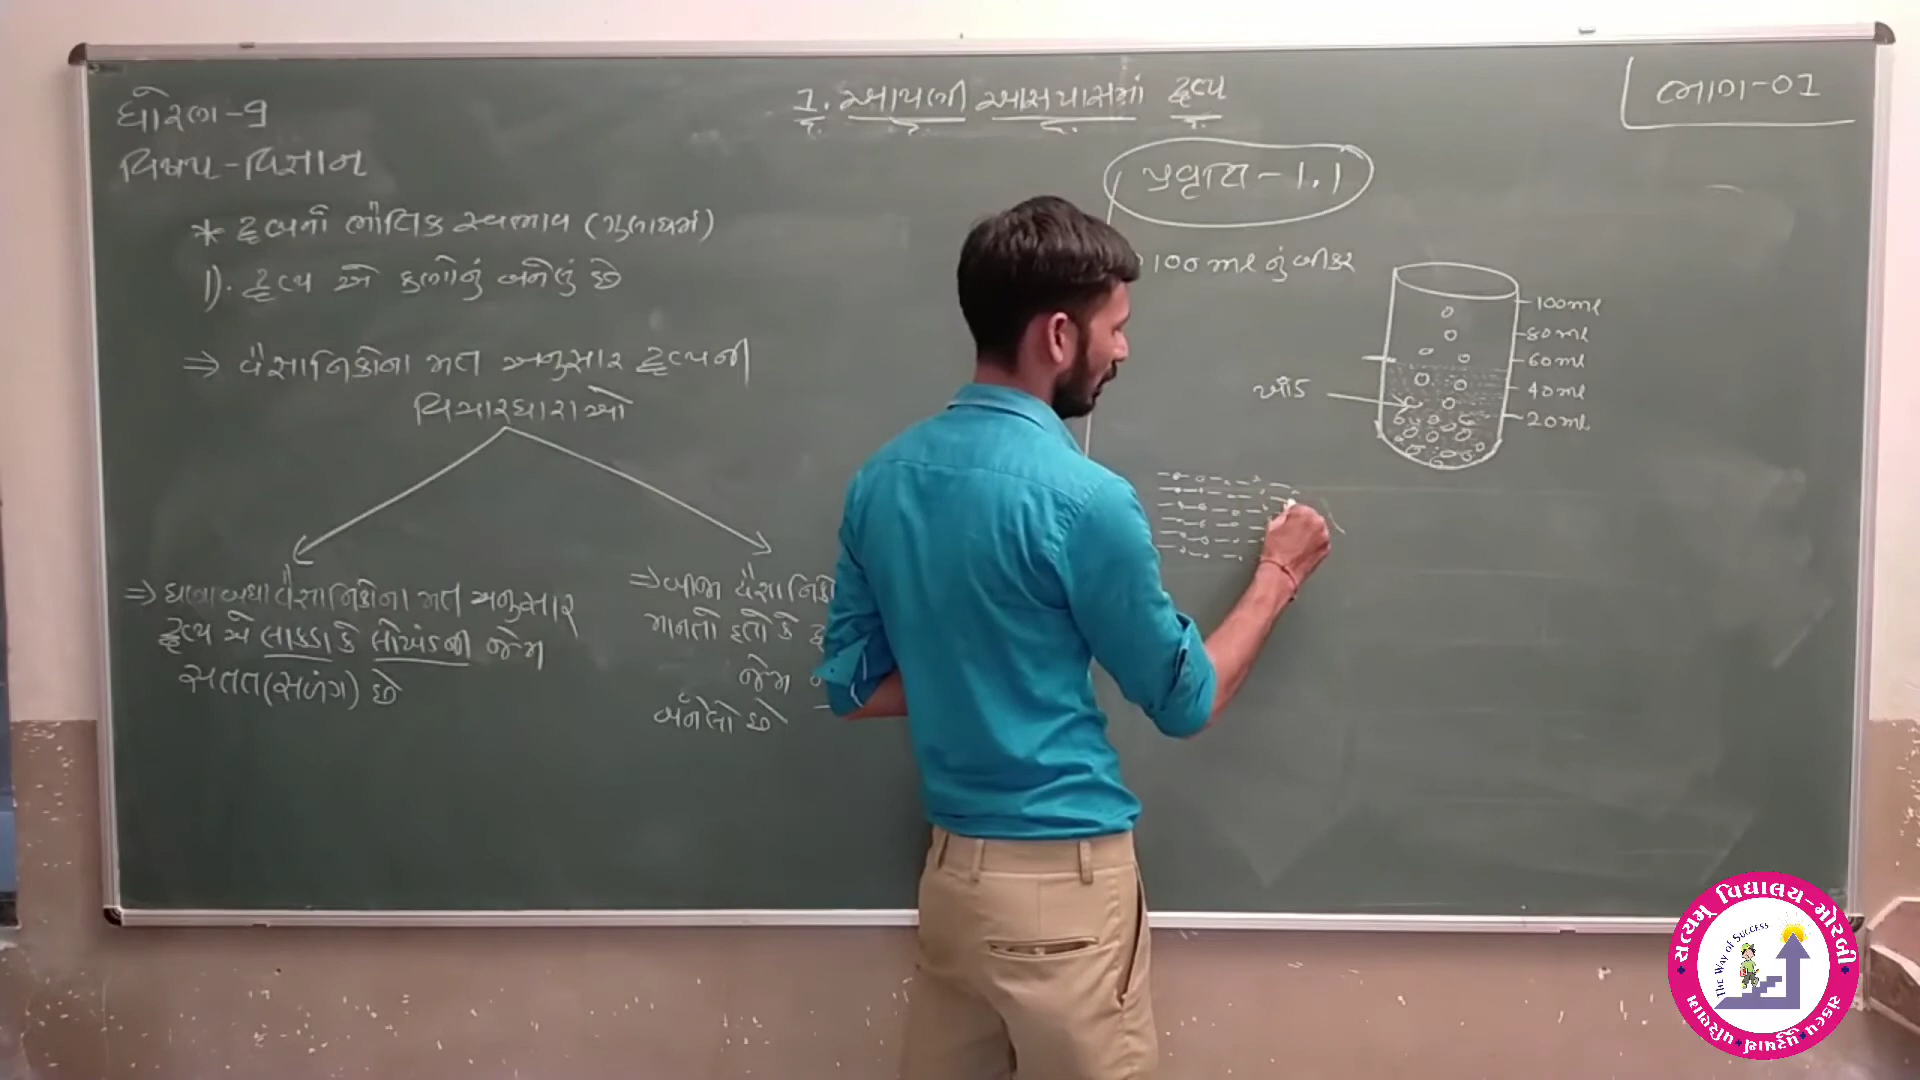 ધોરણ-9
વિષય-વિજ્ઞાન
1. આપણી આસપાસમાં દ્રવ્ય
ભાગ-01
* દ્રવ્યનો ભૌતિક સ્વભાવ (ગુણધર્મ)
1). દ્રવ્ય એ કણોનું બનેલું છે
⇒ વૈજ્ઞાનિકોના મત અનુસાર દ્રવ્યની
વિચારધારાઓ
⇒ ઘણાબધા વૈજ્ઞાનિકોના મત અનુસાર
દ્રવ્ય એ લાકડા કે લોખંડની જેમ
સતત (સળંગ) છે
⇒ બીજા વૈજ્ઞાનિકો
માનતા હતા કે
જેમ
બનેલો છે
પ્રવૃત્તિ-1.1
100 ml નું બીકર
100ml
80ml
60ml
40ml
20ml
ખાંડ
સત્યમ્ વિદ્યાલય-મોરબી
The Way of Success
સંકલ્પ • પુરુષાર્થ • પરિણામ